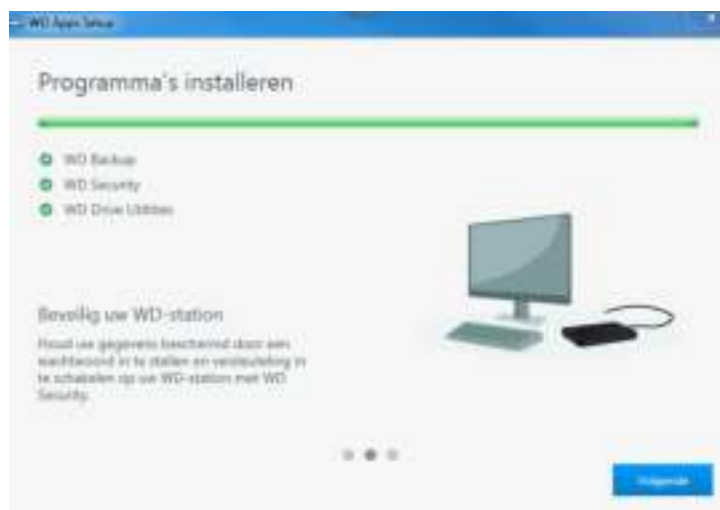 WD Apps Setup
Programma's installeren
WD Backup
WD Security
WD Drive Utilities
Beveilig uw WD-station
Houd uw gegevens beschermd door een
wachtwoord in te stellen en versleuteling in
te schakelen op uw WD-station met WD
Security.
Volgende